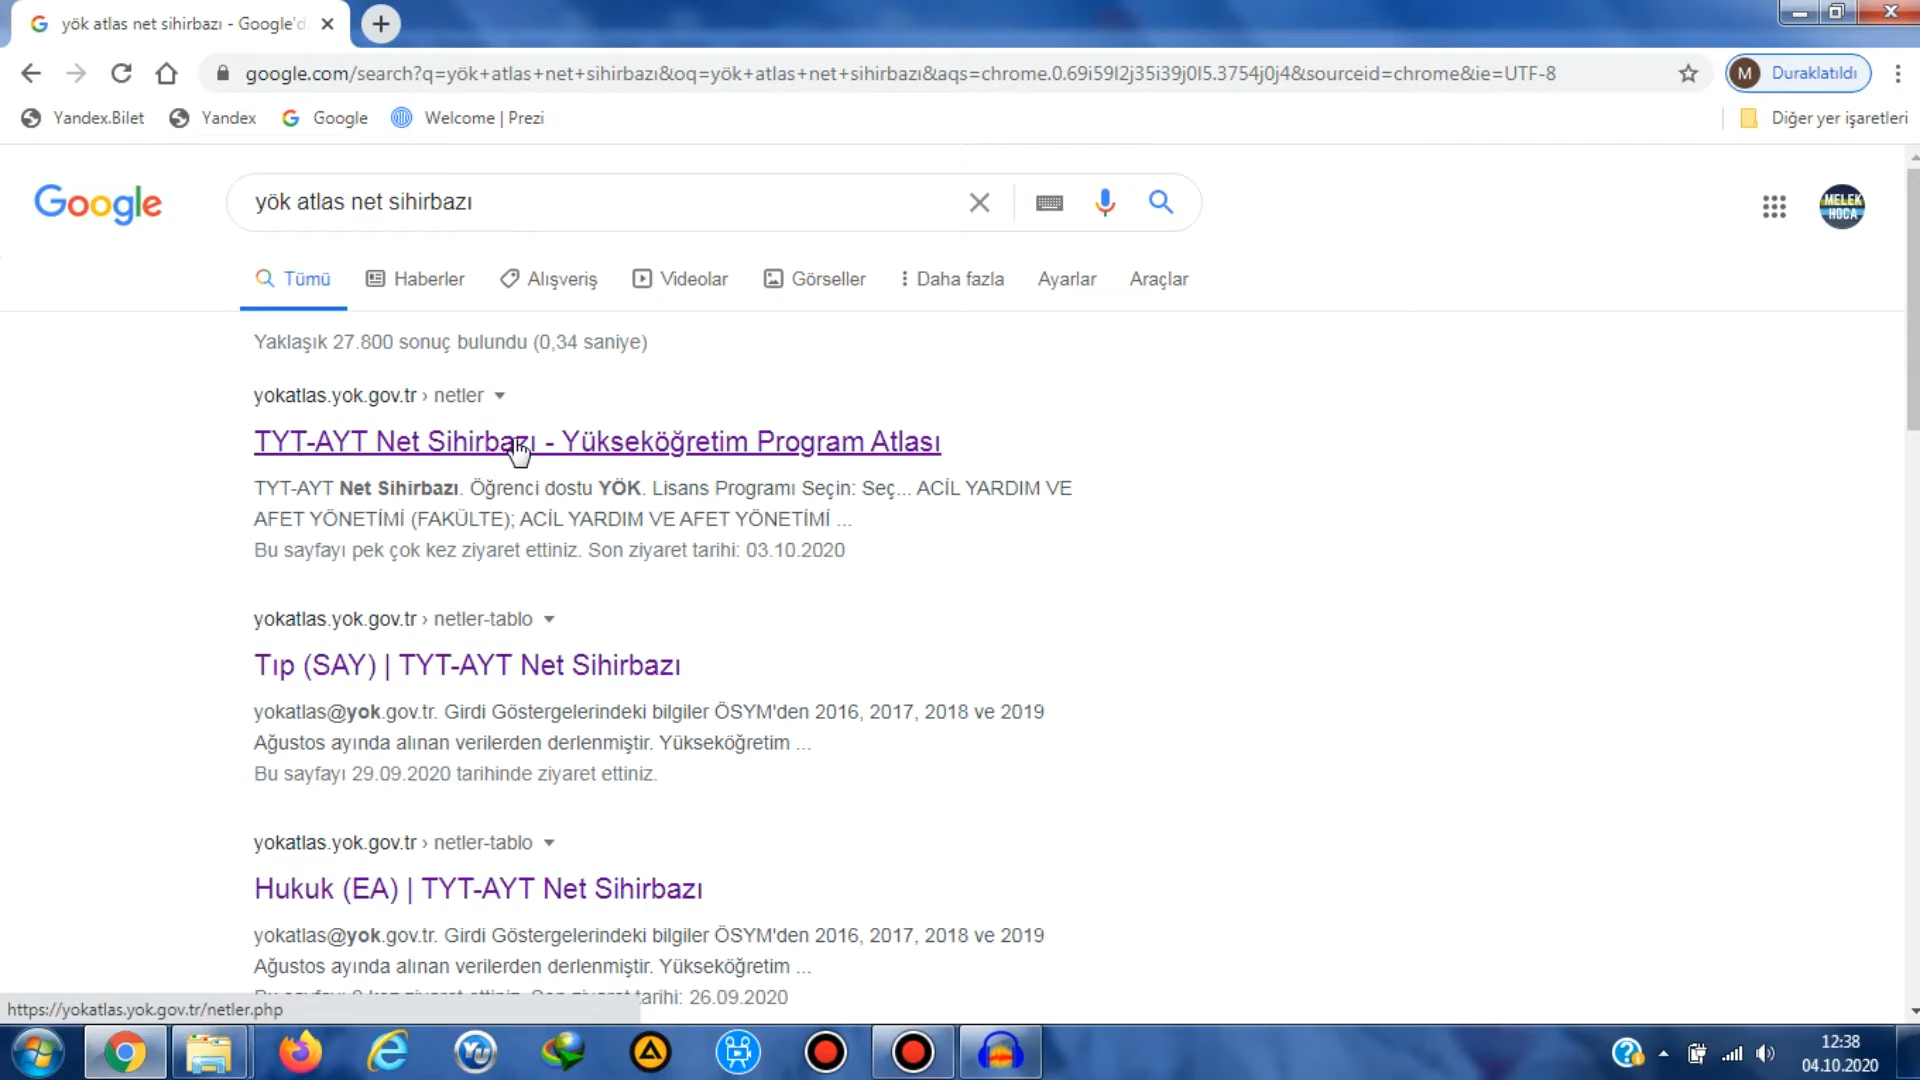 yök atlas net sihirbazı - Google'd
google.com/search?q=yök+atlas+net+sihirbazı&oq=yök+atlas+net+sihirbazı&aqs=chrome.0.69i59l2j35i39j0l5.3754j0j4&sourceid=chrome&ie=UTF-8
M Duraklatıldı
Yandex.Bilet Yandex Google Welcome | Prezi Diğer yer işaretleri
Google yök atlas net sihirbazı MELEK
HOCA
Tümü Haberler Alışveriş Videolar Görseller Daha fazla Ayarlar Araçlar
Yaklaşık 27.800 sonuç bulundu (0,34 saniye)
yokatlas.yok.gov.tr › netler
TYT-AYT Net Sihirbazı - Yükseköğretim Program Atlası
TYT-AYT Net Sihirbazı. Öğrenci dostu YÖK. Lisans Programı Seçin: Seç... ACİL YARDIM VE
AFET YÖNETİMİ (FAKÜLTE); ACİL YARDIM VE AFET YÖNETİMİ ...
Bu sayfayı pek çok kez ziyaret ettiniz. Son ziyaret tarihi: 03.10.2020
yokatlas.yok.gov.tr › netler-tablo
Tıp (SAY) | TYT-AYT Net Sihirbazı
yokatlas@yok.gov.tr. Girdi Göstergelerindeki bilgiler ÖSYM'den 2016, 2017, 2018 ve 2019
Ağustos ayında alınan verilerden derlenmiştir. Yükseköğretim ...
Bu sayfayı 29.09.2020 tarihinde ziyaret ettiniz.
yokatlas.yok.gov.tr › netler-tablo
Hukuk (EA) | TYT-AYT Net Sihirbazı
yokatlas@yok.gov.tr. Girdi Göstergelerindeki bilgiler ÖSYM'den 2016, 2017, 2018 ve 2019
Ağustos ayında alınan verilerden derlenmiştir. Yükseköğretim ...
tarihi: 26.09.2020
https://yokatlas.yok.gov.tr/netler.php
12:38
04.10.2020